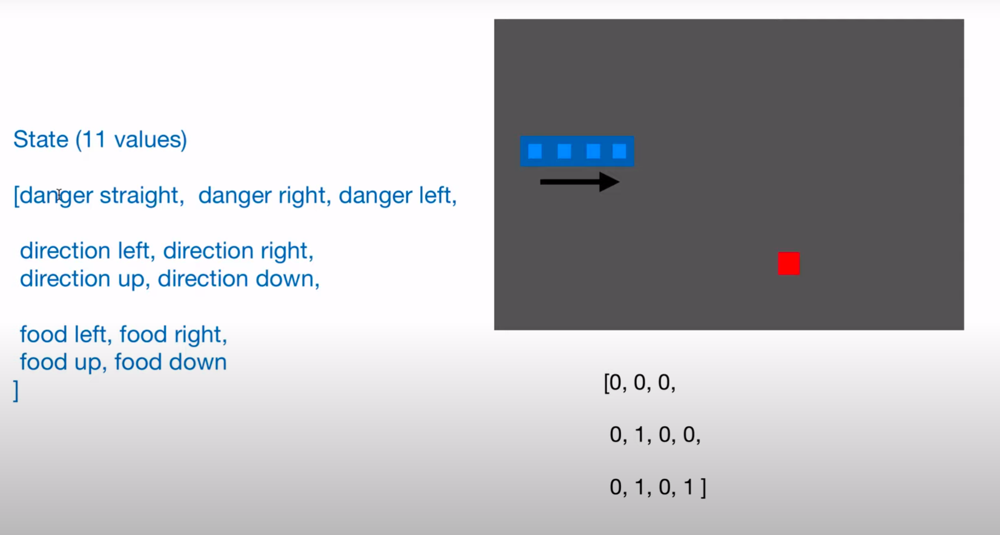 State (11 values)
[danger straight, danger right, danger left,
direction left, direction right,
direction up, direction down,
food left, food right,
food up, food down
]
[0, 0, 0,
0, 1, 0, 0,
0, 1, 0, 1 ]